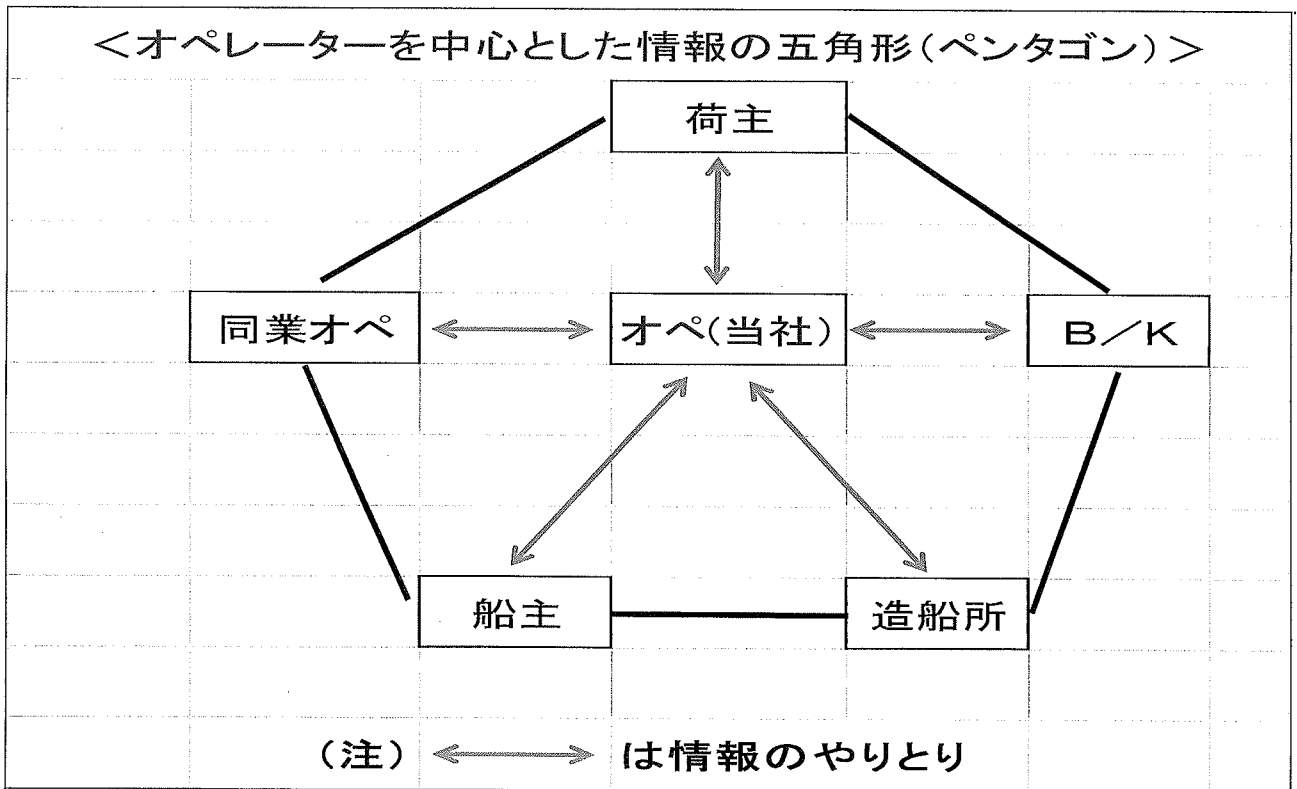 <オペレーターを中心とした情報の五角形(ペンタゴン)>
荷主
同業オペ
オペ(当社)
B/K
船主
造船所
(注)
は情報のやりとり